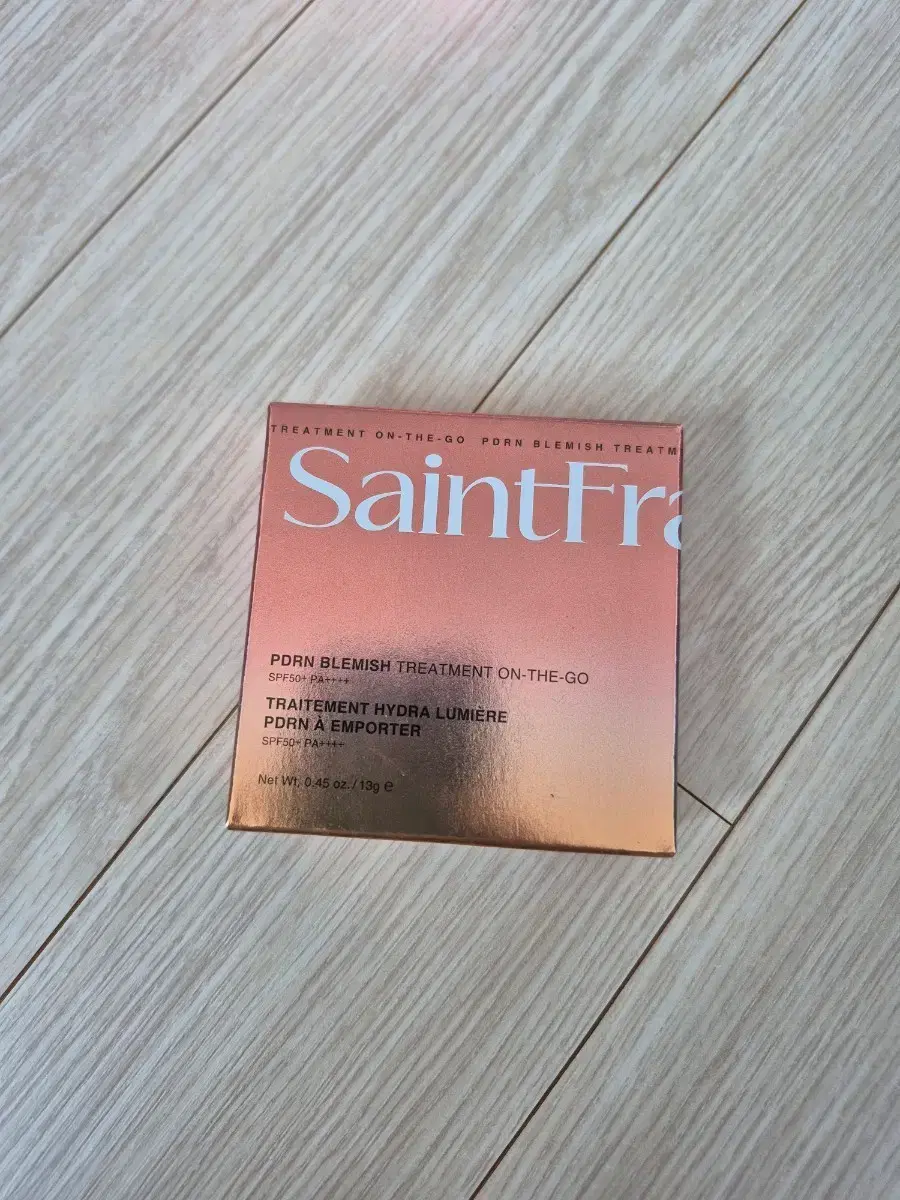 TREATMENT ON-THE-GO PDRN BLEMISH TREATM
SaintFra
PDRN BLEMISH TREATMENT ON-THE-GO
SPF50+ PA++++
TRAITEMENT HYDRA LUMIÈRE
PDRN À EMPORTER
SPF50+ PA++++
Net Wt. 0.45 oz. / 13g ℮